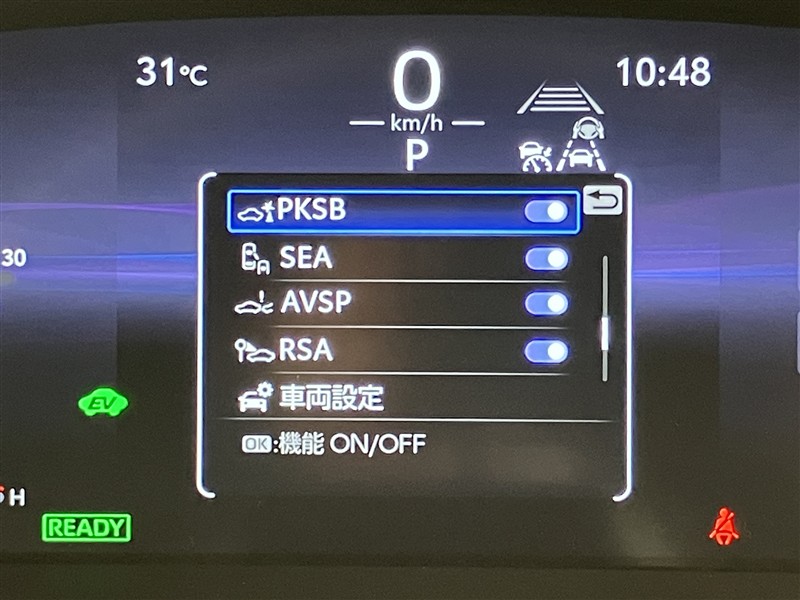 31℃
0
10:48
km/h
P
PKSB
30
SEA
AVSP
RSA
EV
車両設定
OK:機能 ON/OFF
H
READY